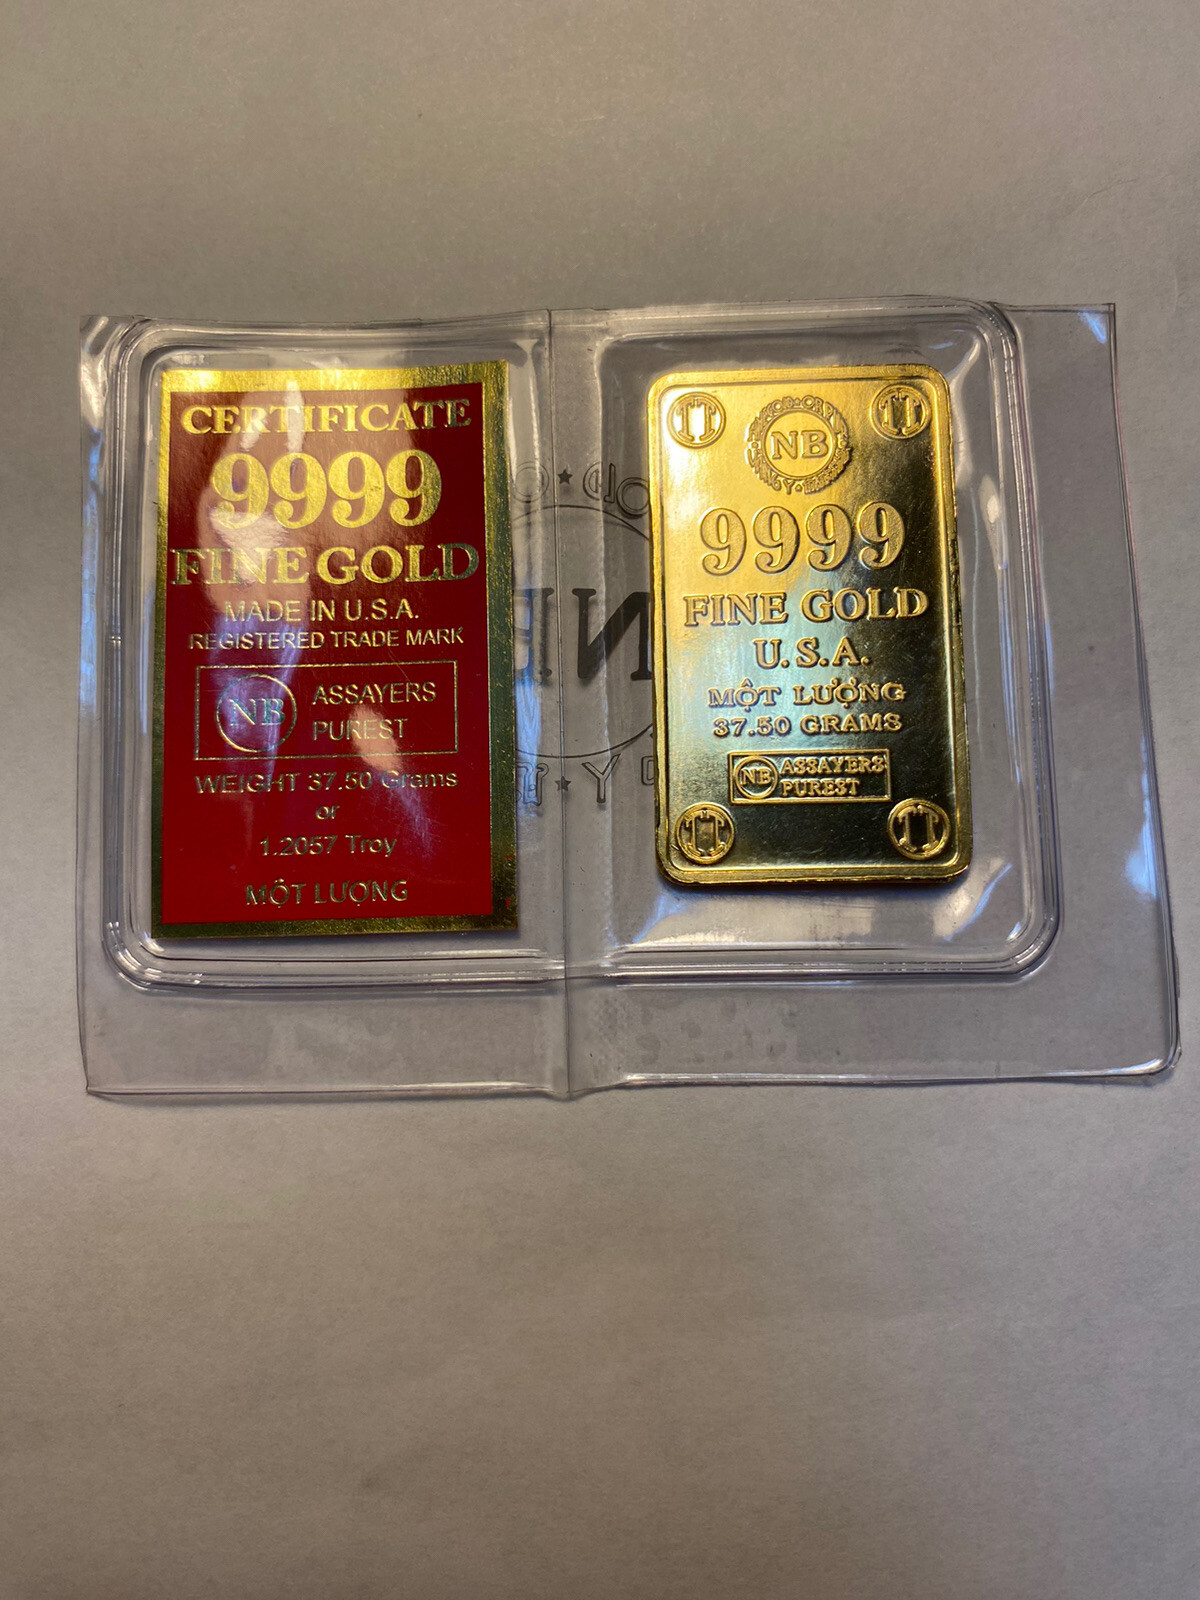 CERTIFICATE
9999
FINE GOLD
MADE IN U.S.A.
REGISTERED TRADE MARK
NB
ASSAYERS
PUREST
WEIGHT 37.50 Grams
or
1.2057 Troy
MỘT LƯỢNG
NB
9999
FINE GOLD
U.S.A.
MỘT LƯỢNG
37.50 GRAMS
NB
ASSAYERS
PUREST